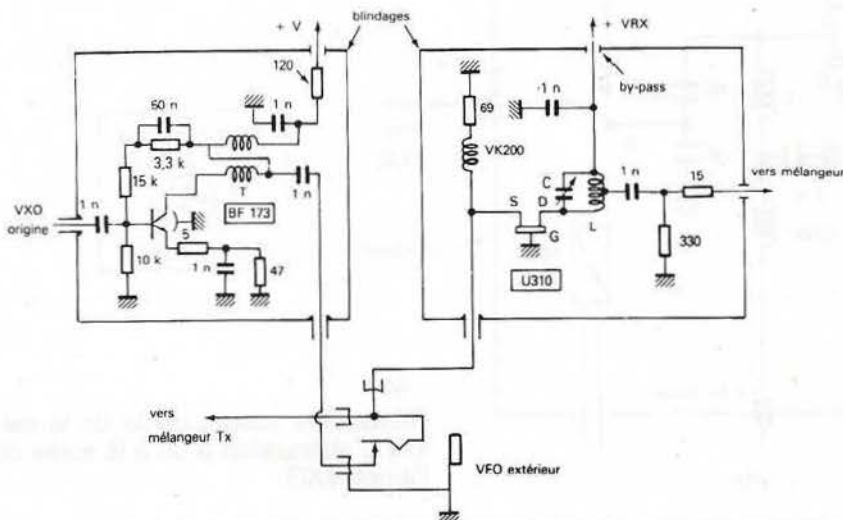 blindages
+ V
+ VRX
120
by-pass
60 n
1 n
3,3 k
15 k
T
1 n
VXO
origine
1 n
BF 173
5
10 k
1 n
47
69
1 n
VK200
C
S
D
G
L
U310
1 n
15
vers mélangeur
330
vers
mélangeur Tx
VFO extérieur